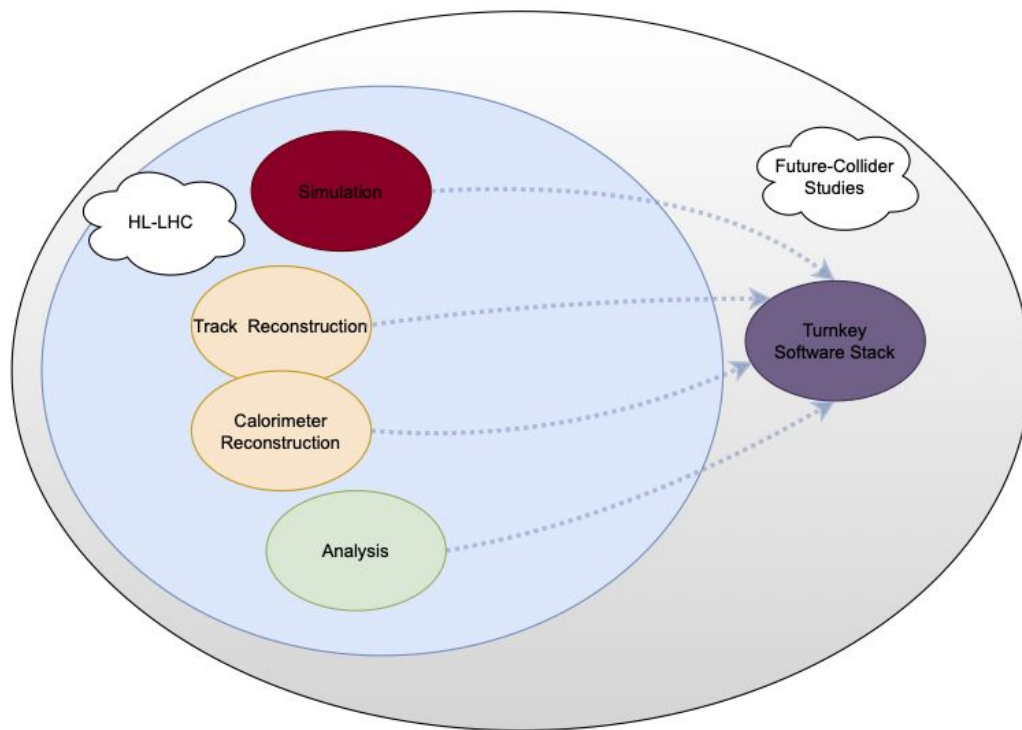 Simulation
HL-LHC
Future-Collider
Studies
Track Reconstruction
Turnkey
Software Stack
Calorimeter
Reconstruction
Analysis